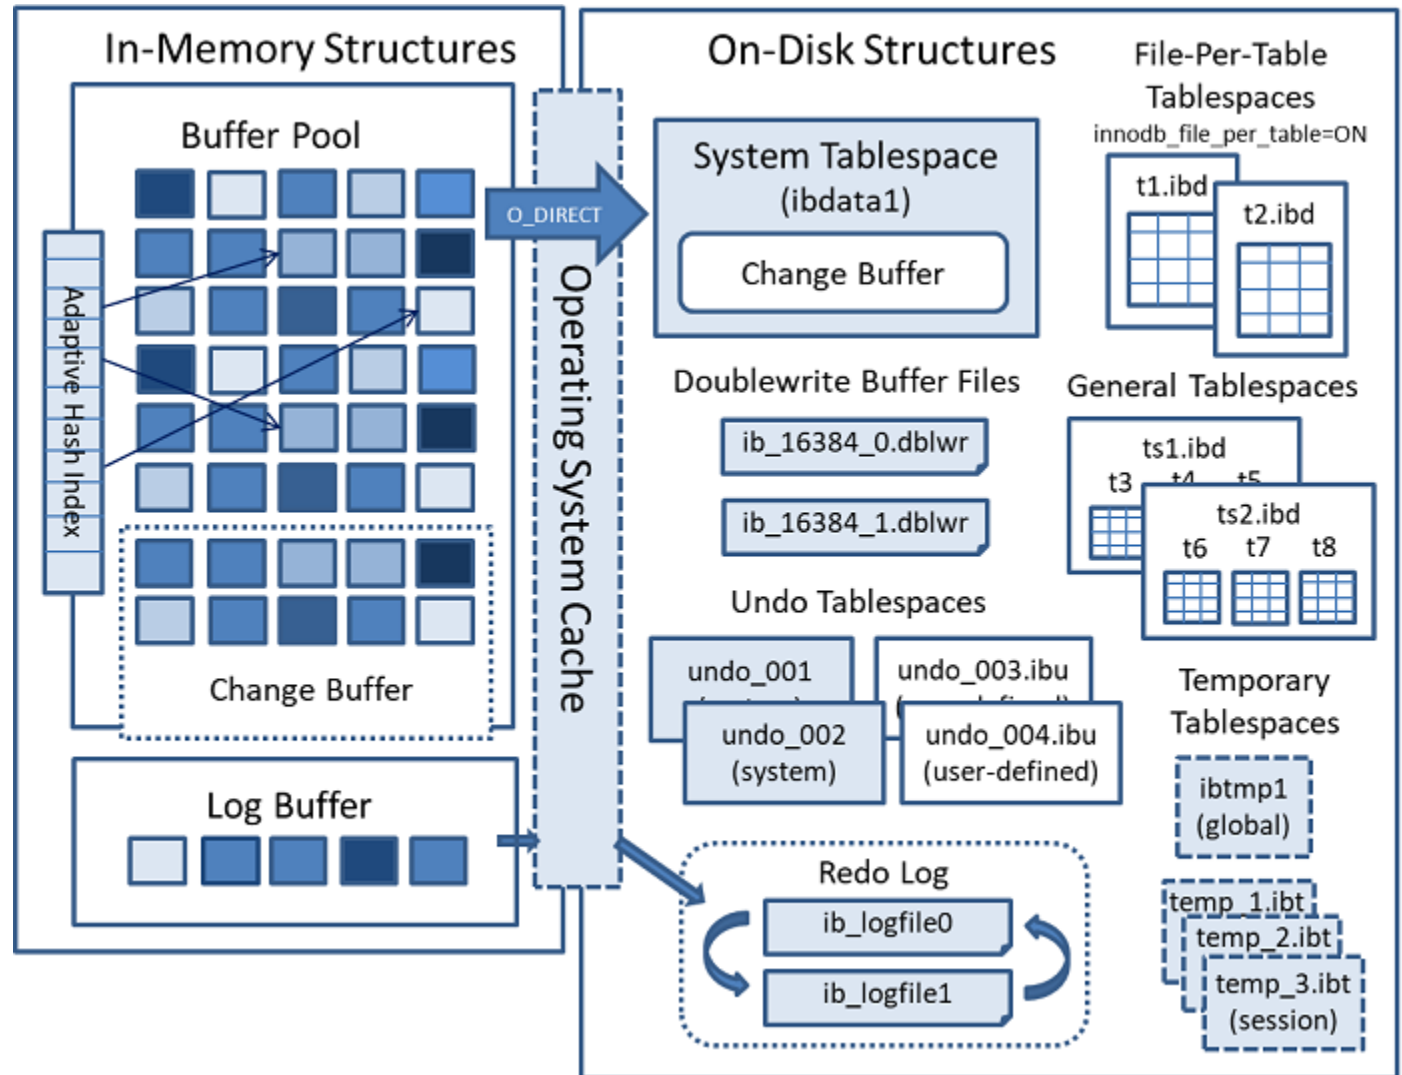 In-Memory Structures
Buffer Pool
Adaptive Hash Index
Change Buffer
Log Buffer
Operating System Cache
O_DIRECT
On-Disk Structures
System Tablespace
(ibdata1)
Change Buffer
Doublewrite Buffer Files
ib_16384_0.dblwr
ib_16384_1.dblwr
Undo Tablespaces
undo_001
undo_002
(system)
undo_003.ibu
undo_004.ibu
(user-defined)
Redo Log
ib_logfile0
ib_logfile1
File-Per-Table
Tablespaces
innodb_file_per_table=ON
t1.ibd
t2.ibd
General Tablespaces
ts1.ibd
t3 t4 t5
ts2.ibd
t6 t7 t8
Temporary
Tablespaces
ibtmp1
(global)
temp_1.ibt
temp_2.ibt
temp_3.ibt
(session)